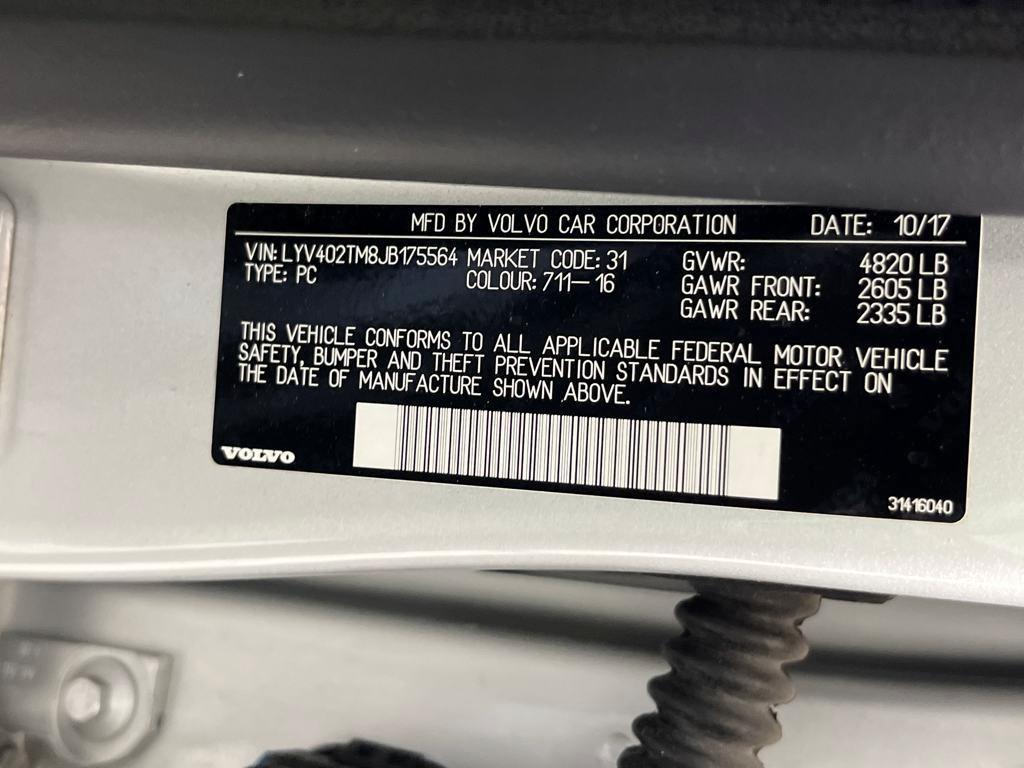 MFD BY VOLVO CAR CORPORATION DATE: 10/17
VIN: LYV402TM8JB175564 MARKET CODE: 31 GVWR: 4820 LB
TYPE: PC COLOUR: 711-16 GAWR FRONT: 2605 LB
GAWR REAR: 2335 LB
THIS VEHICLE CONFORMS TO ALL APPLICABLE FEDERAL MOTOR VEHICLE
SAFETY, BUMPER AND THEFT PREVENTION STANDARDS IN EFFECT ON
THE DATE OF MANUFACTURE SHOWN ABOVE.
VOLVO
31416040